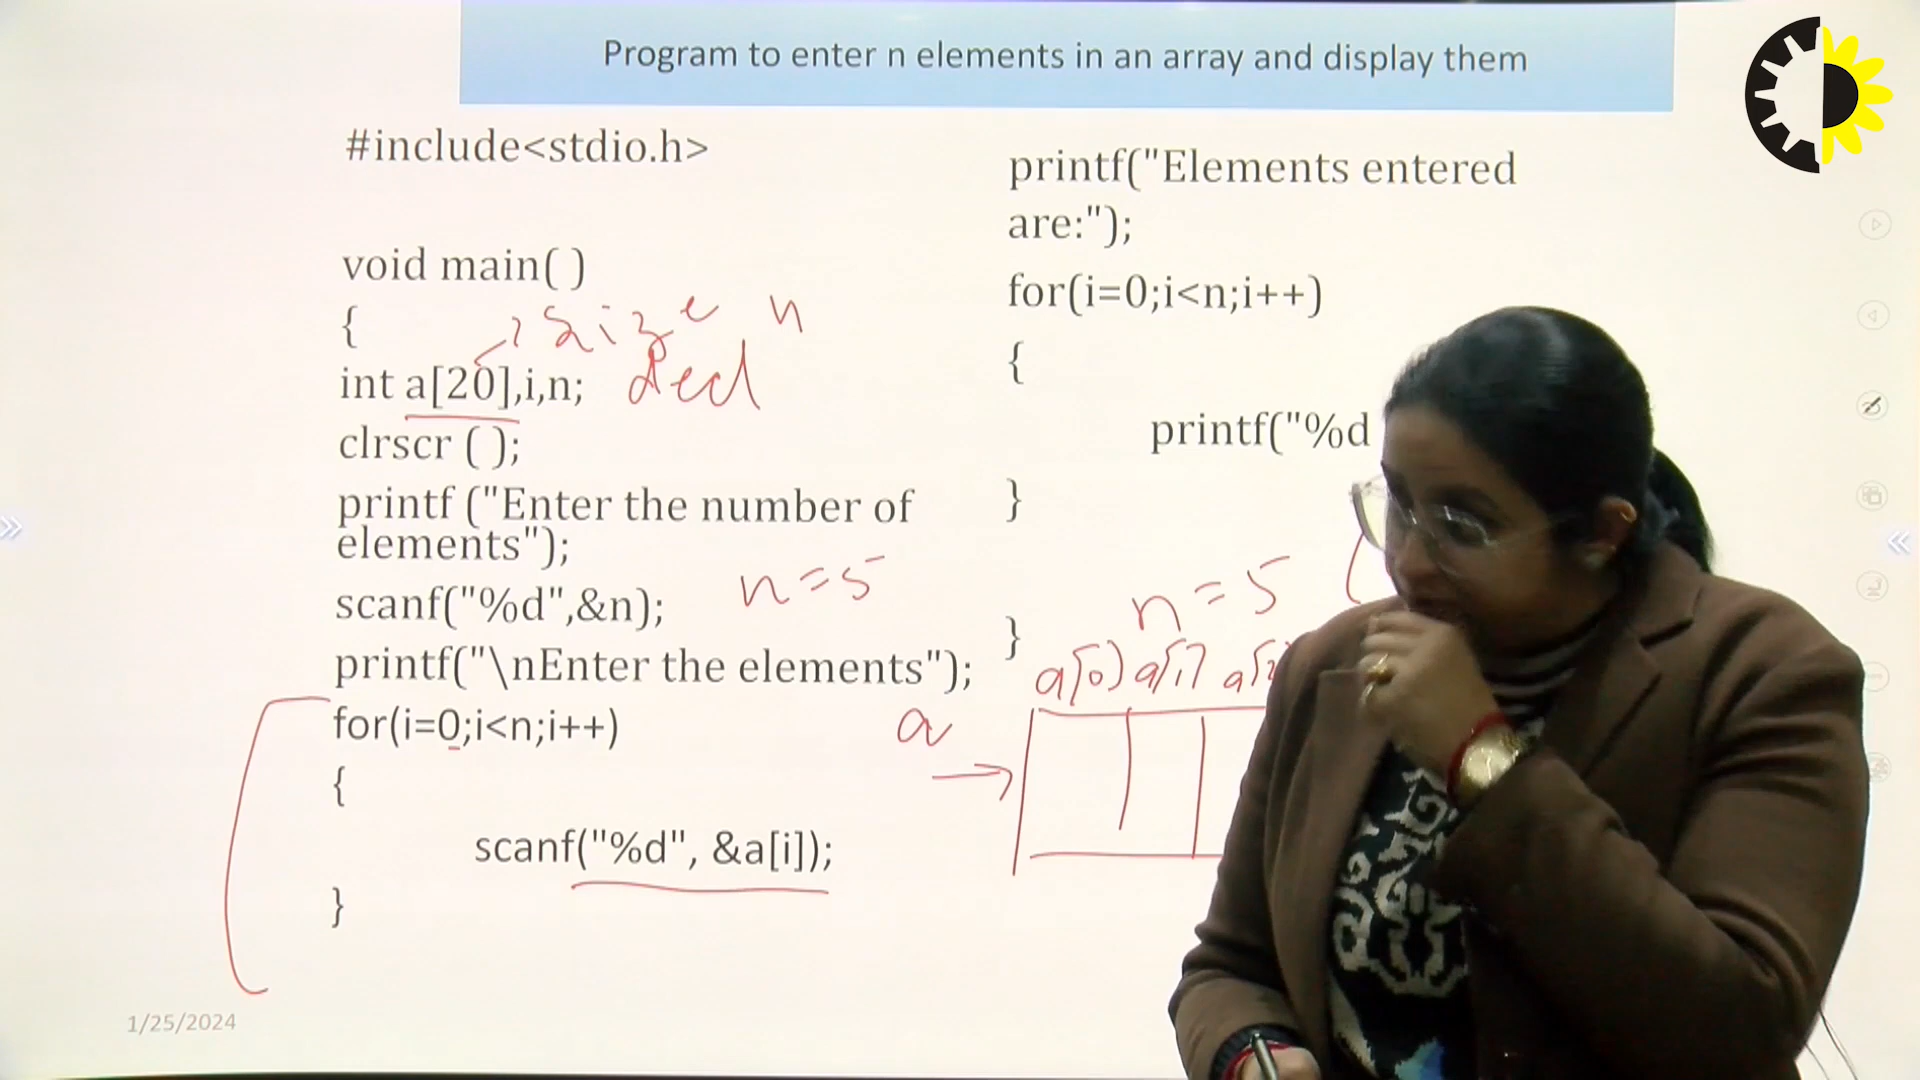 Program to enter n elements in an array and display them
#include<stdio.h>
void main( )
{
size n
int a[20],i,n; decl
clrscr ( );
printf ("Enter the number of
elements");
n=5
scanf("%d",&n);
printf("\nEnter the elements");
for(i=0;i<n;i++)
{
scanf("%d", &a[i]);
}
printf("Elements entered
are:");
for(i=0;i<n;i++)
{
printf("%d
}
n=5
}
a[0] a[1] a[2
a
1/25/2024